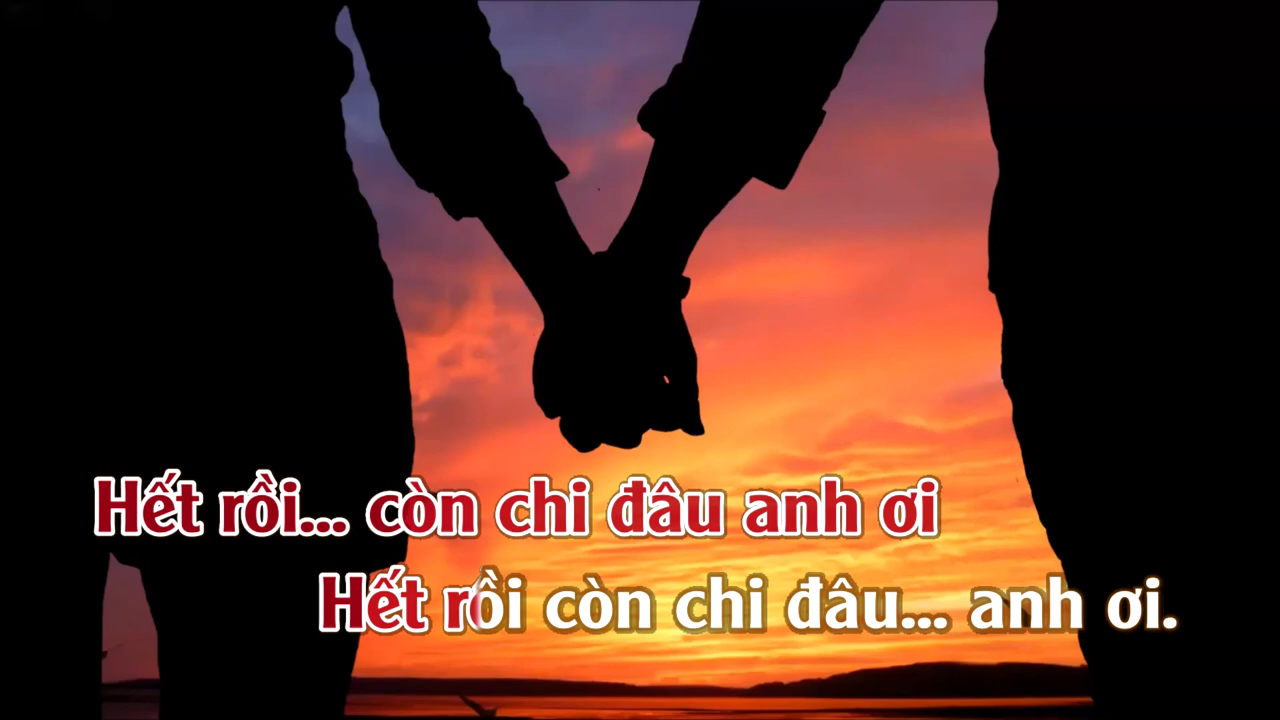 Hết rồi... còn chi đâu anh ơi
Hết rồi còn chi đâu... anh ơi.